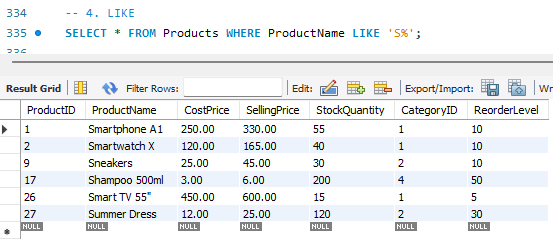 334 -- 4. LIKE
335 SELECT * FROM Products WHERE ProductName LIKE 'S%';
336
Result Grid Filter Rows: Edit: Export/Import: Wr
ProductID ProductName CostPrice SellingPrice StockQuantity CategoryID ReorderLevel
1 Smartphone A1 250.00 330.00 55 1 10
2 Smartwatch X 120.00 165.00 40 1 10
9 Sneakers 25.00 45.00 30 2 10
17 Shampoo 500ml 3.00 6.00 200 4 50
26 Smart TV 55" 450.00 600.00 15 1 5
27 Summer Dress 12.00 25.00 120 2 30
NULL NULL NULL NULL NULL NULL NULL